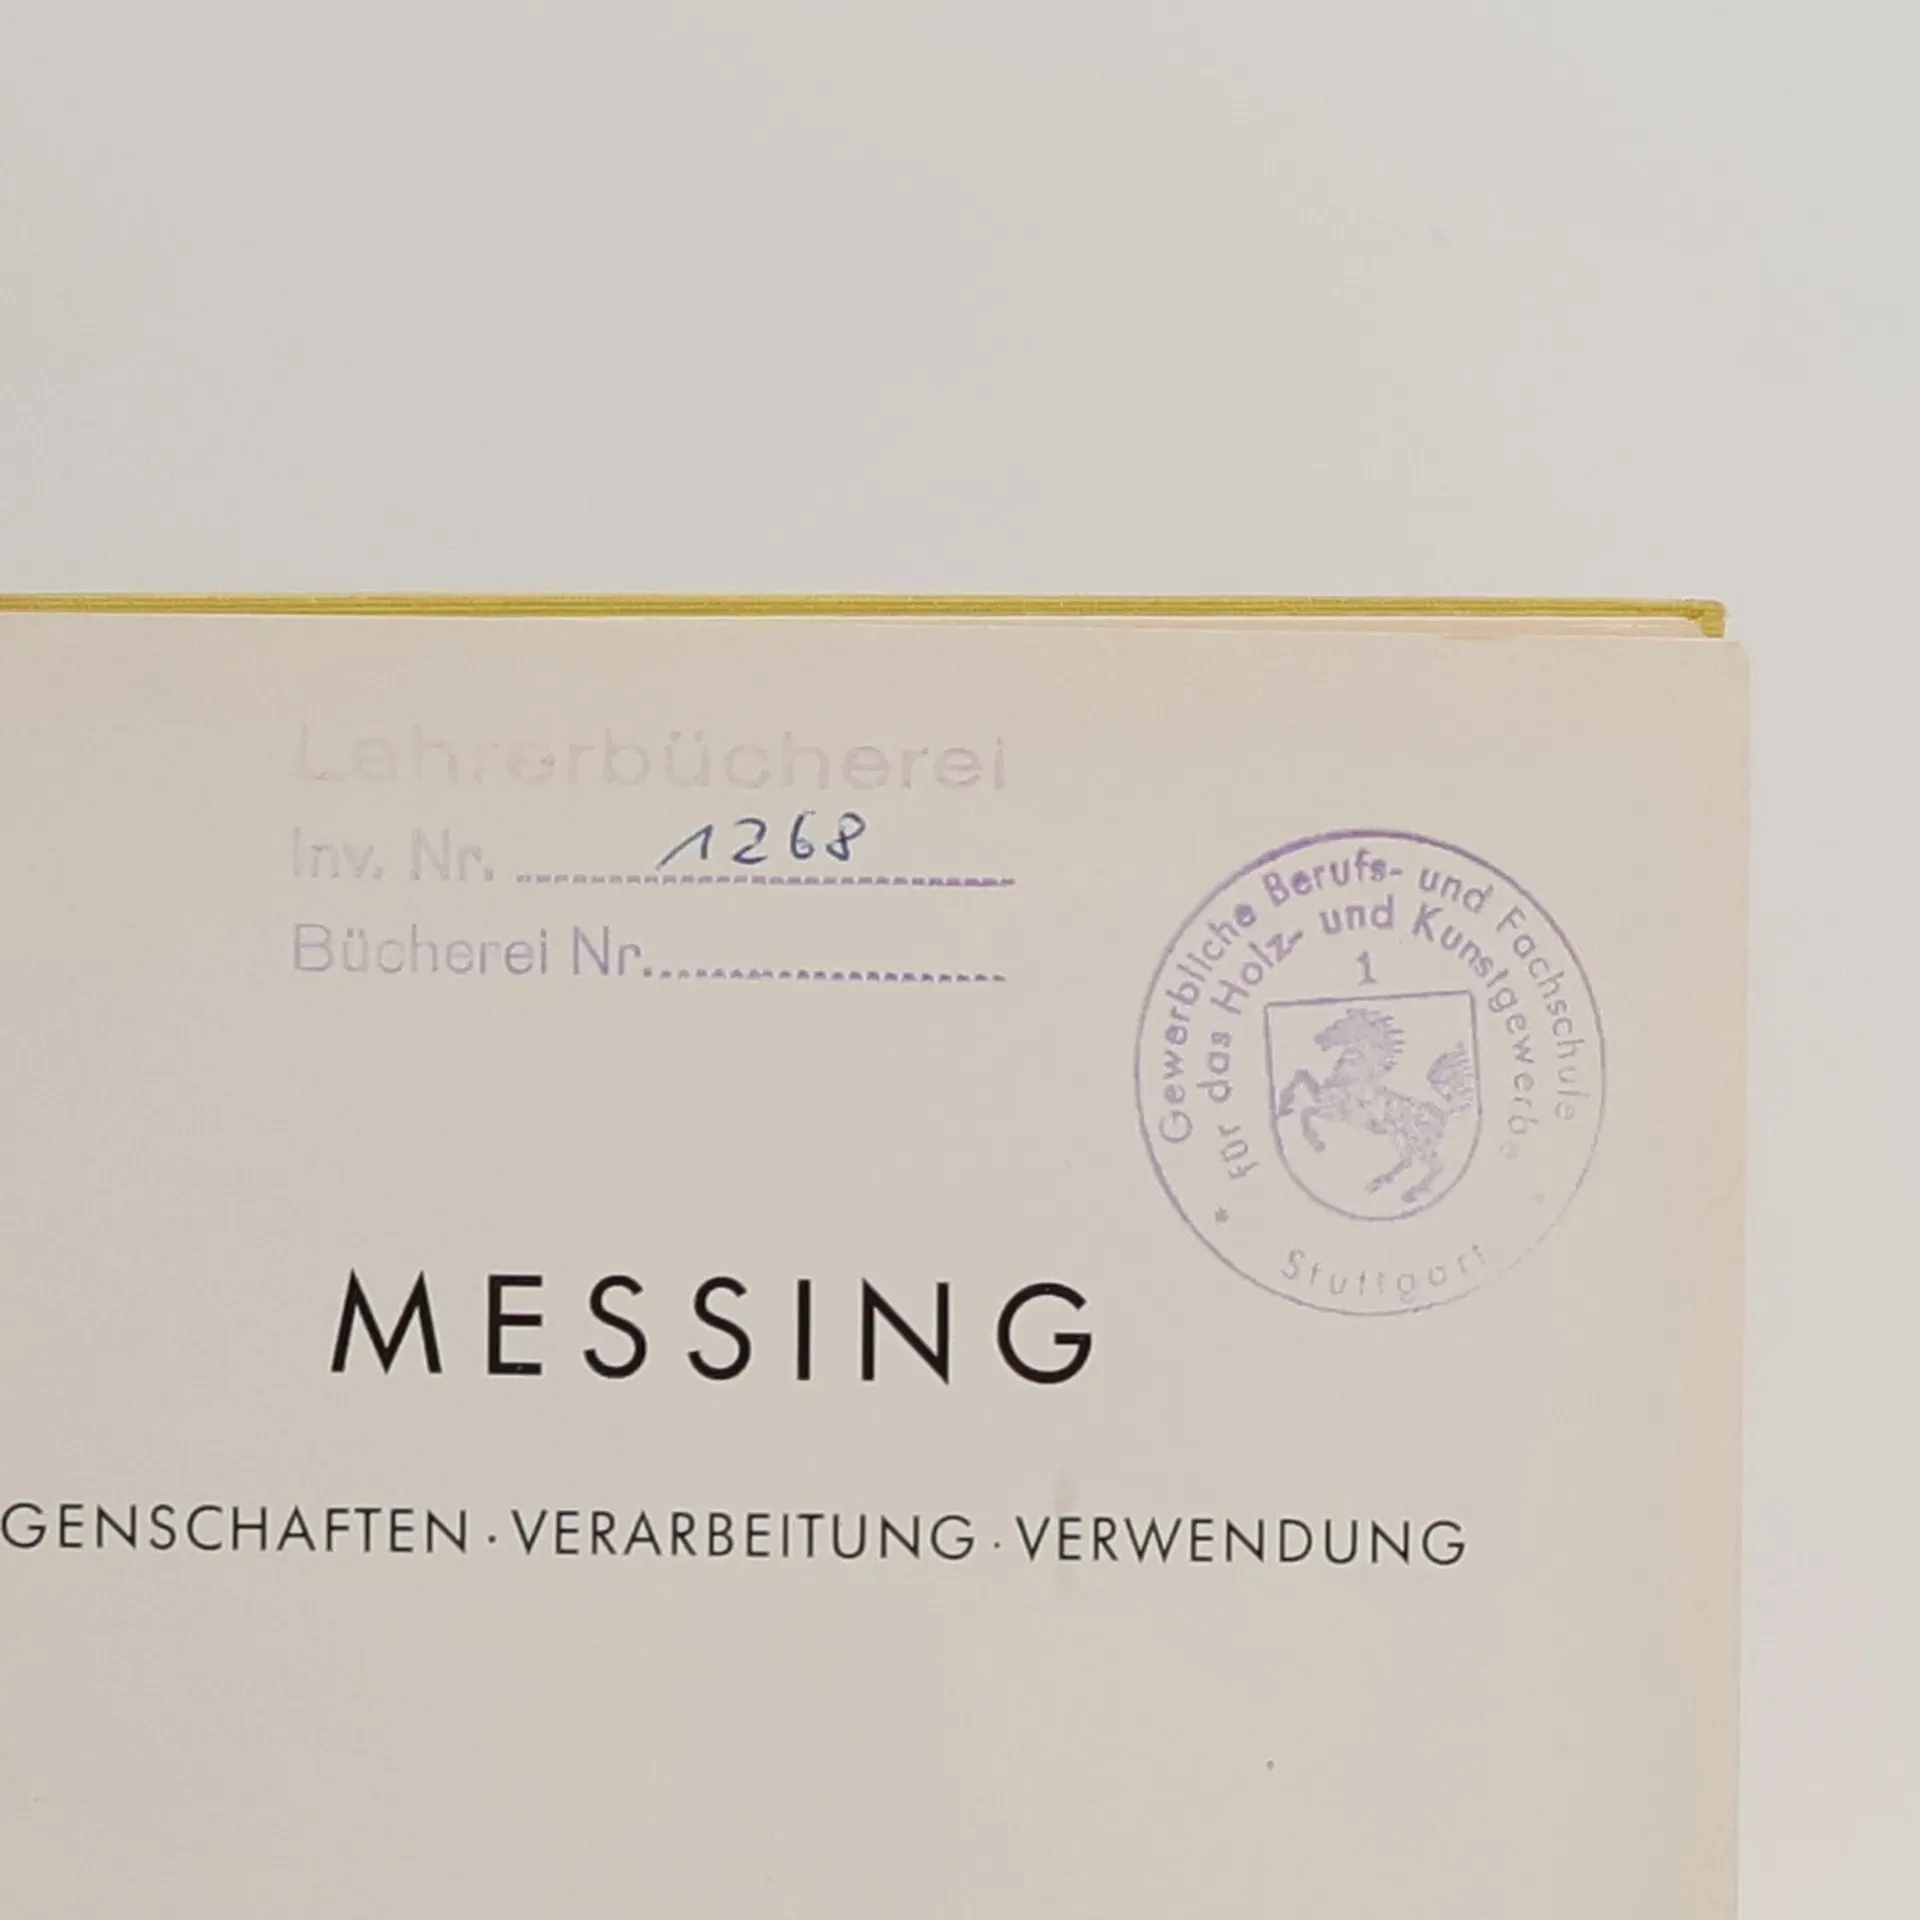 Lehrerbücherei
Inv. Nr. 1268
Bücherei Nr.
Gewerbliche Berufs- und Fachschule
für das Holz- und Kunstgewerbe
1
* Stuttgart *
MESSING
GENSCHAFTEN · VERARBEITUNG · VERWENDUNG